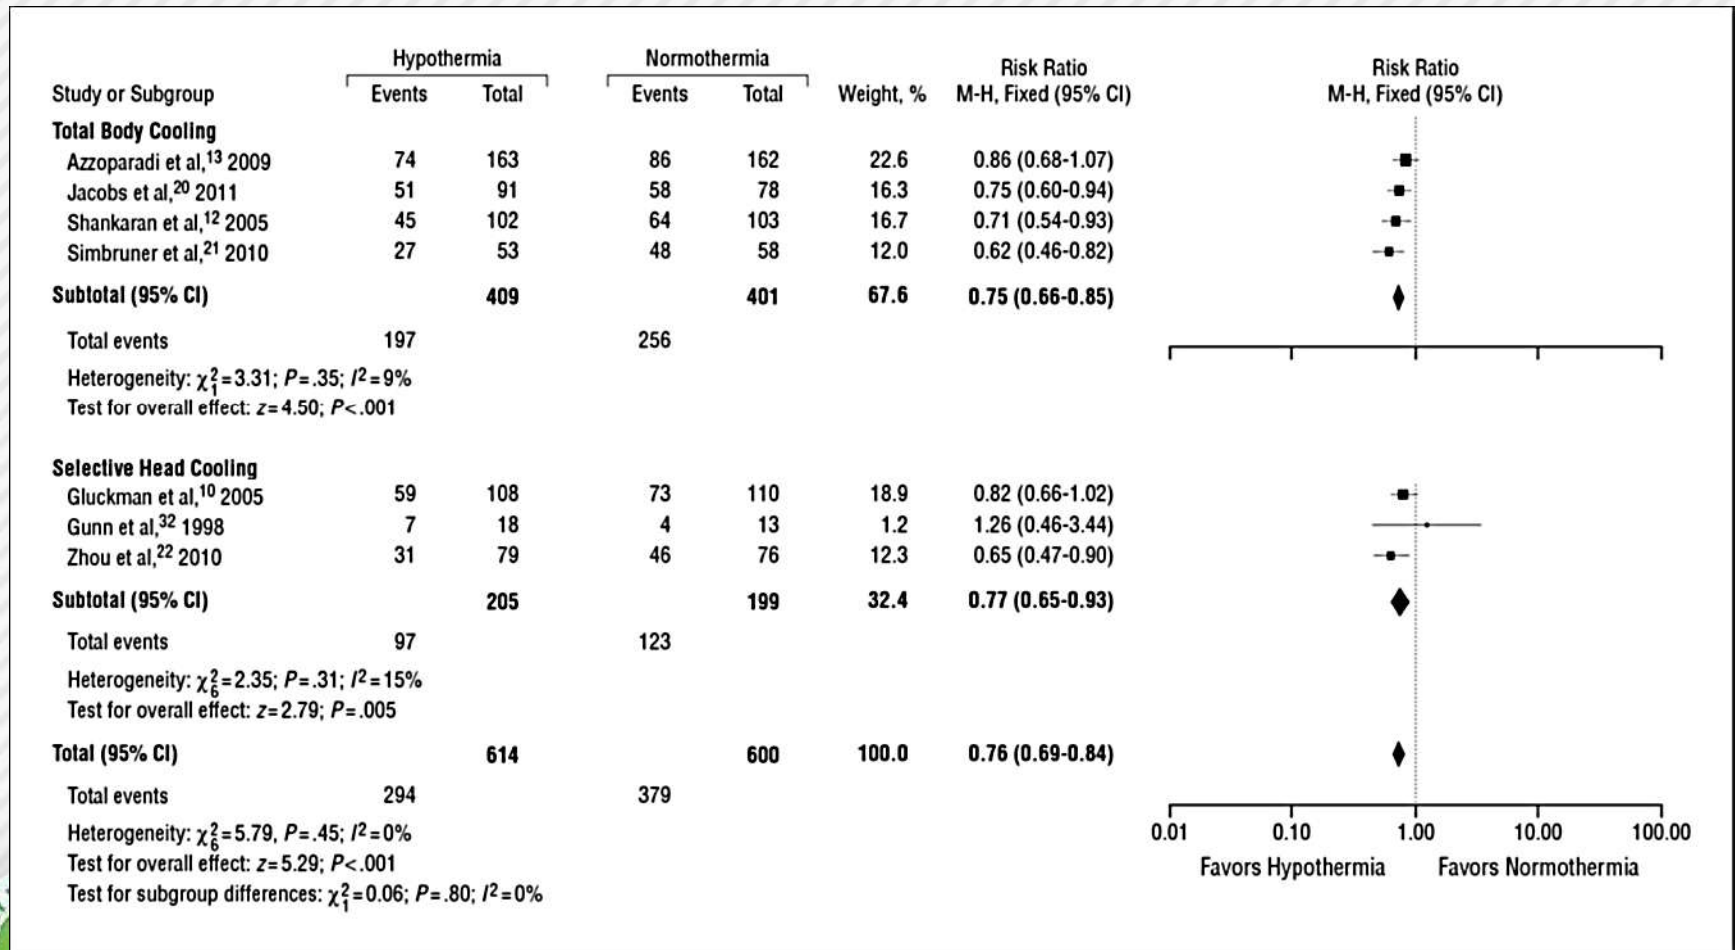 Hypothermia Normothermia
Risk Ratio Risk Ratio
Study or Subgroup Events Total Events Total Weight, % M-H, Fixed (95% CI) M-H, Fixed (95% CI)
Total Body Cooling
Azzoparadi et al,13 2009 74 163 86 162 22.6 0.86 (0.68-1.07)
Jacobs et al,20 2011 51 91 58 78 16.3 0.75 (0.60-0.94)
Shankaran et al,12 2005 45 102 64 103 16.7 0.71 (0.54-0.93)
Simbruner et al,21 2010 27 53 48 58 12.0 0.62 (0.46-0.82)
Subtotal (95% CI) 409 401 67.6 0.75 (0.66-0.85)
Total events 197 256
Heterogeneity: χ²₁=3.31; P=.35; I²=9%
Test for overall effect: z=4.50; P<.001
Selective Head Cooling
Gluckman et al,10 2005 59 108 73 110 18.9 0.82 (0.66-1.02)
Gunn et al,32 1998 7 18 4 13 1.2 1.26 (0.46-3.44)
Zhou et al,22 2010 31 79 46 76 12.3 0.65 (0.47-0.90)
Subtotal (95% CI) 205 199 32.4 0.77 (0.65-0.93)
Total events 97 123
Heterogeneity: χ²₆=2.35; P=.31; I²=15%
Test for overall effect: z=2.79; P=.005
Total (95% CI) 614 600 100.0 0.76 (0.69-0.84)
Total events 294 379
Heterogeneity: χ²₆=5.79, P=.45; I²=0%
0.01 0.10 1.00 10.00 100.00
Test for overall effect: z=5.29; P<.001
Favors Hypothermia Favors Normothermia
Test for subgroup differences: χ²₁=0.06; P=.80; I²=0%